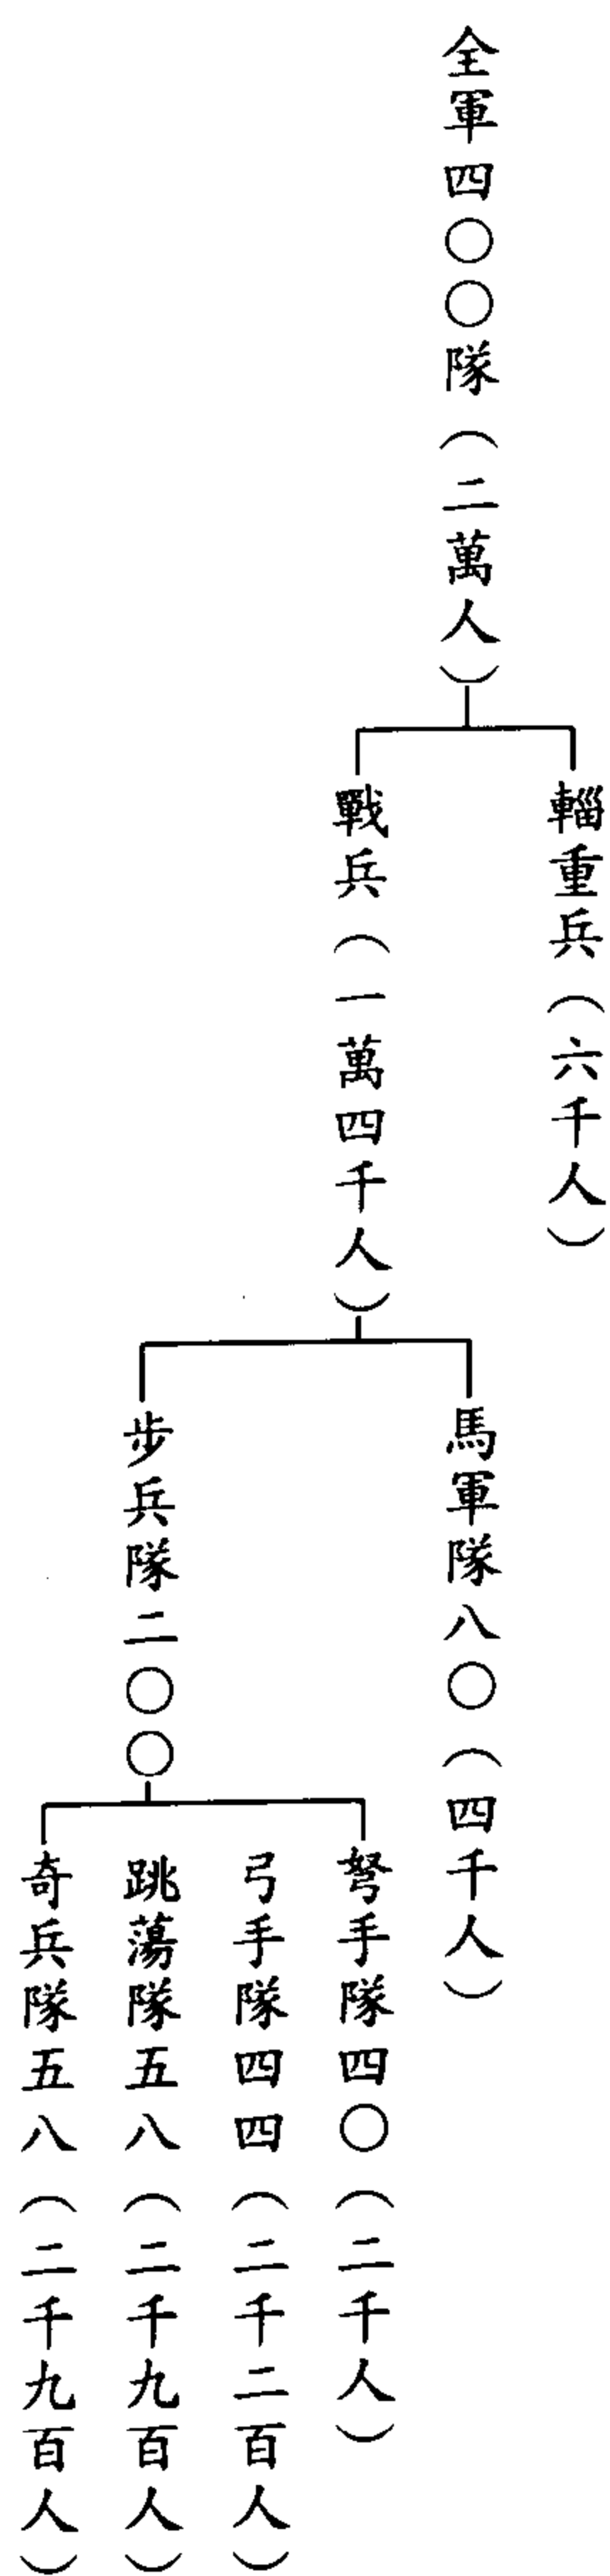 全軍四〇〇隊（二萬人）
輜重兵（六千人）
戰兵（一萬四千人）
馬軍隊八〇（四千人）
步兵隊二〇〇
弩手隊四〇（二千人）
弓手隊四四（二千二百人）
跳蕩隊五八（二千九百人）
奇兵隊五八（二千九百人）